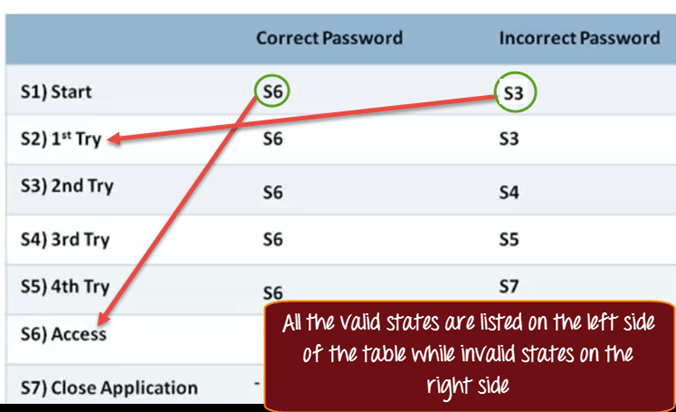 Correct Password Incorrect Password
S1) Start S6 S3
S2) 1st Try S6 S3
S3) 2nd Try S6 S4
S4) 3rd Try S6 S5
S5) 4th Try S6 S7
S6) Access
S7) Close Application -
All the valid states are listed on the left side
of the table while invalid states on the
right side